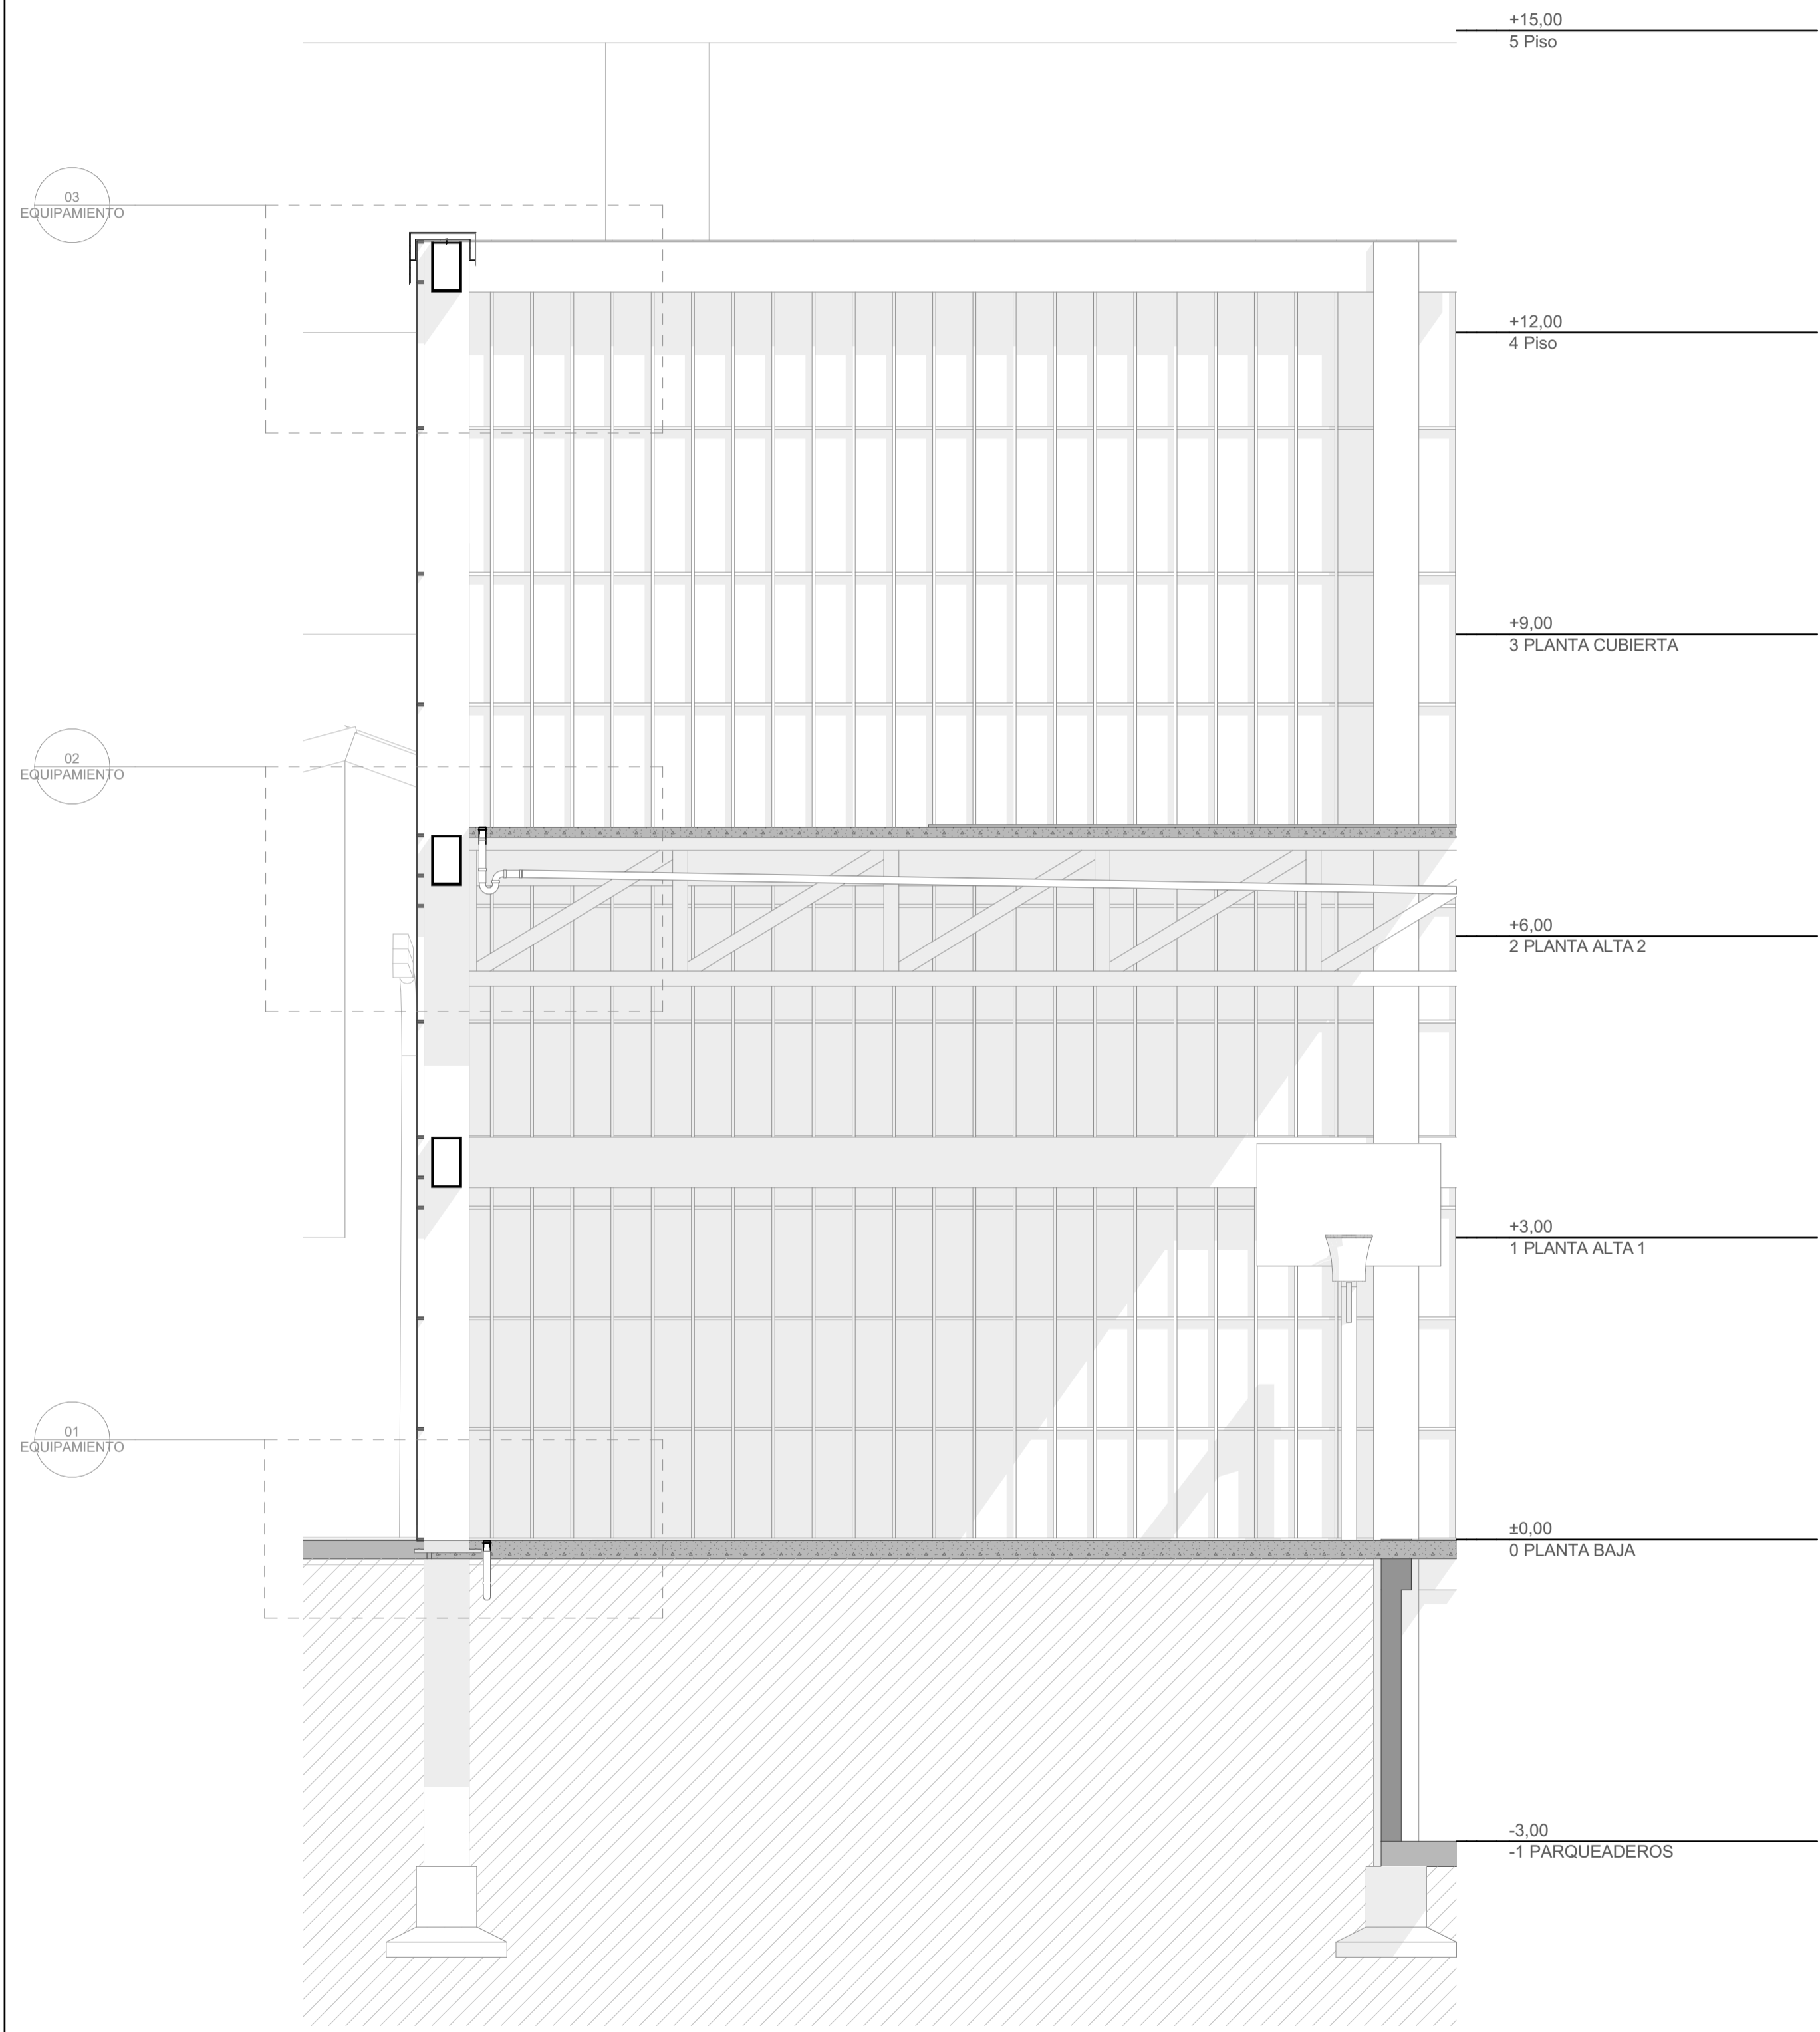 +15,00
5 Piso
03
EQUIPAMIENTO
+12,00
4 Piso
+9,00
3 PLANTA CUBIERTA
02
EQUIPAMIENTO
+6,00
2 PLANTA ALTA 2
+3,00
1 PLANTA ALTA 1
01
EQUIPAMIENTO
±0,00
0 PLANTA BAJA
-3,00
-1 PARQUEADEROS